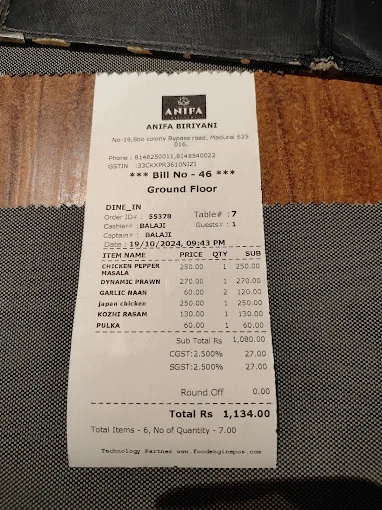 ANIFA
ANIFA BIRIYANI
No-19,Bbo colony Bypass road, Madurai 625
016,
Phone : 8148250011,8148540022
GSTIN :33CKXPR3610NIZI
*** Bill No - 46 ***
Ground Floor
DINE_IN
Order ID# : 55378 Table# : 7
Cashier# : BALAJI Guests# : 1
Captain# : BALAJI
Date : 19/10/2024, 09:43 PM
ITEM NAME PRICE QTY SUB
CHICKEN PEPPER 250.00 1 250.00
MASALA
DYNAMIC PRAWN 270.00 1 270.00
GARLIC NAAN 60.00 2 120.00
japan chicken 250.00 1 250.00
KOZHI RASAM 130.00 1 130.00
PULKA 60.00 1 60.00
Sub Total Rs 1,080.00
CGST:2.500% 27.00
SGST:2.500% 27.00
Round Off 0.00
Total Rs 1,134.00
Total Items - 6, No of Quantity - 7.00
Technology Partner www.foodenginepos.com